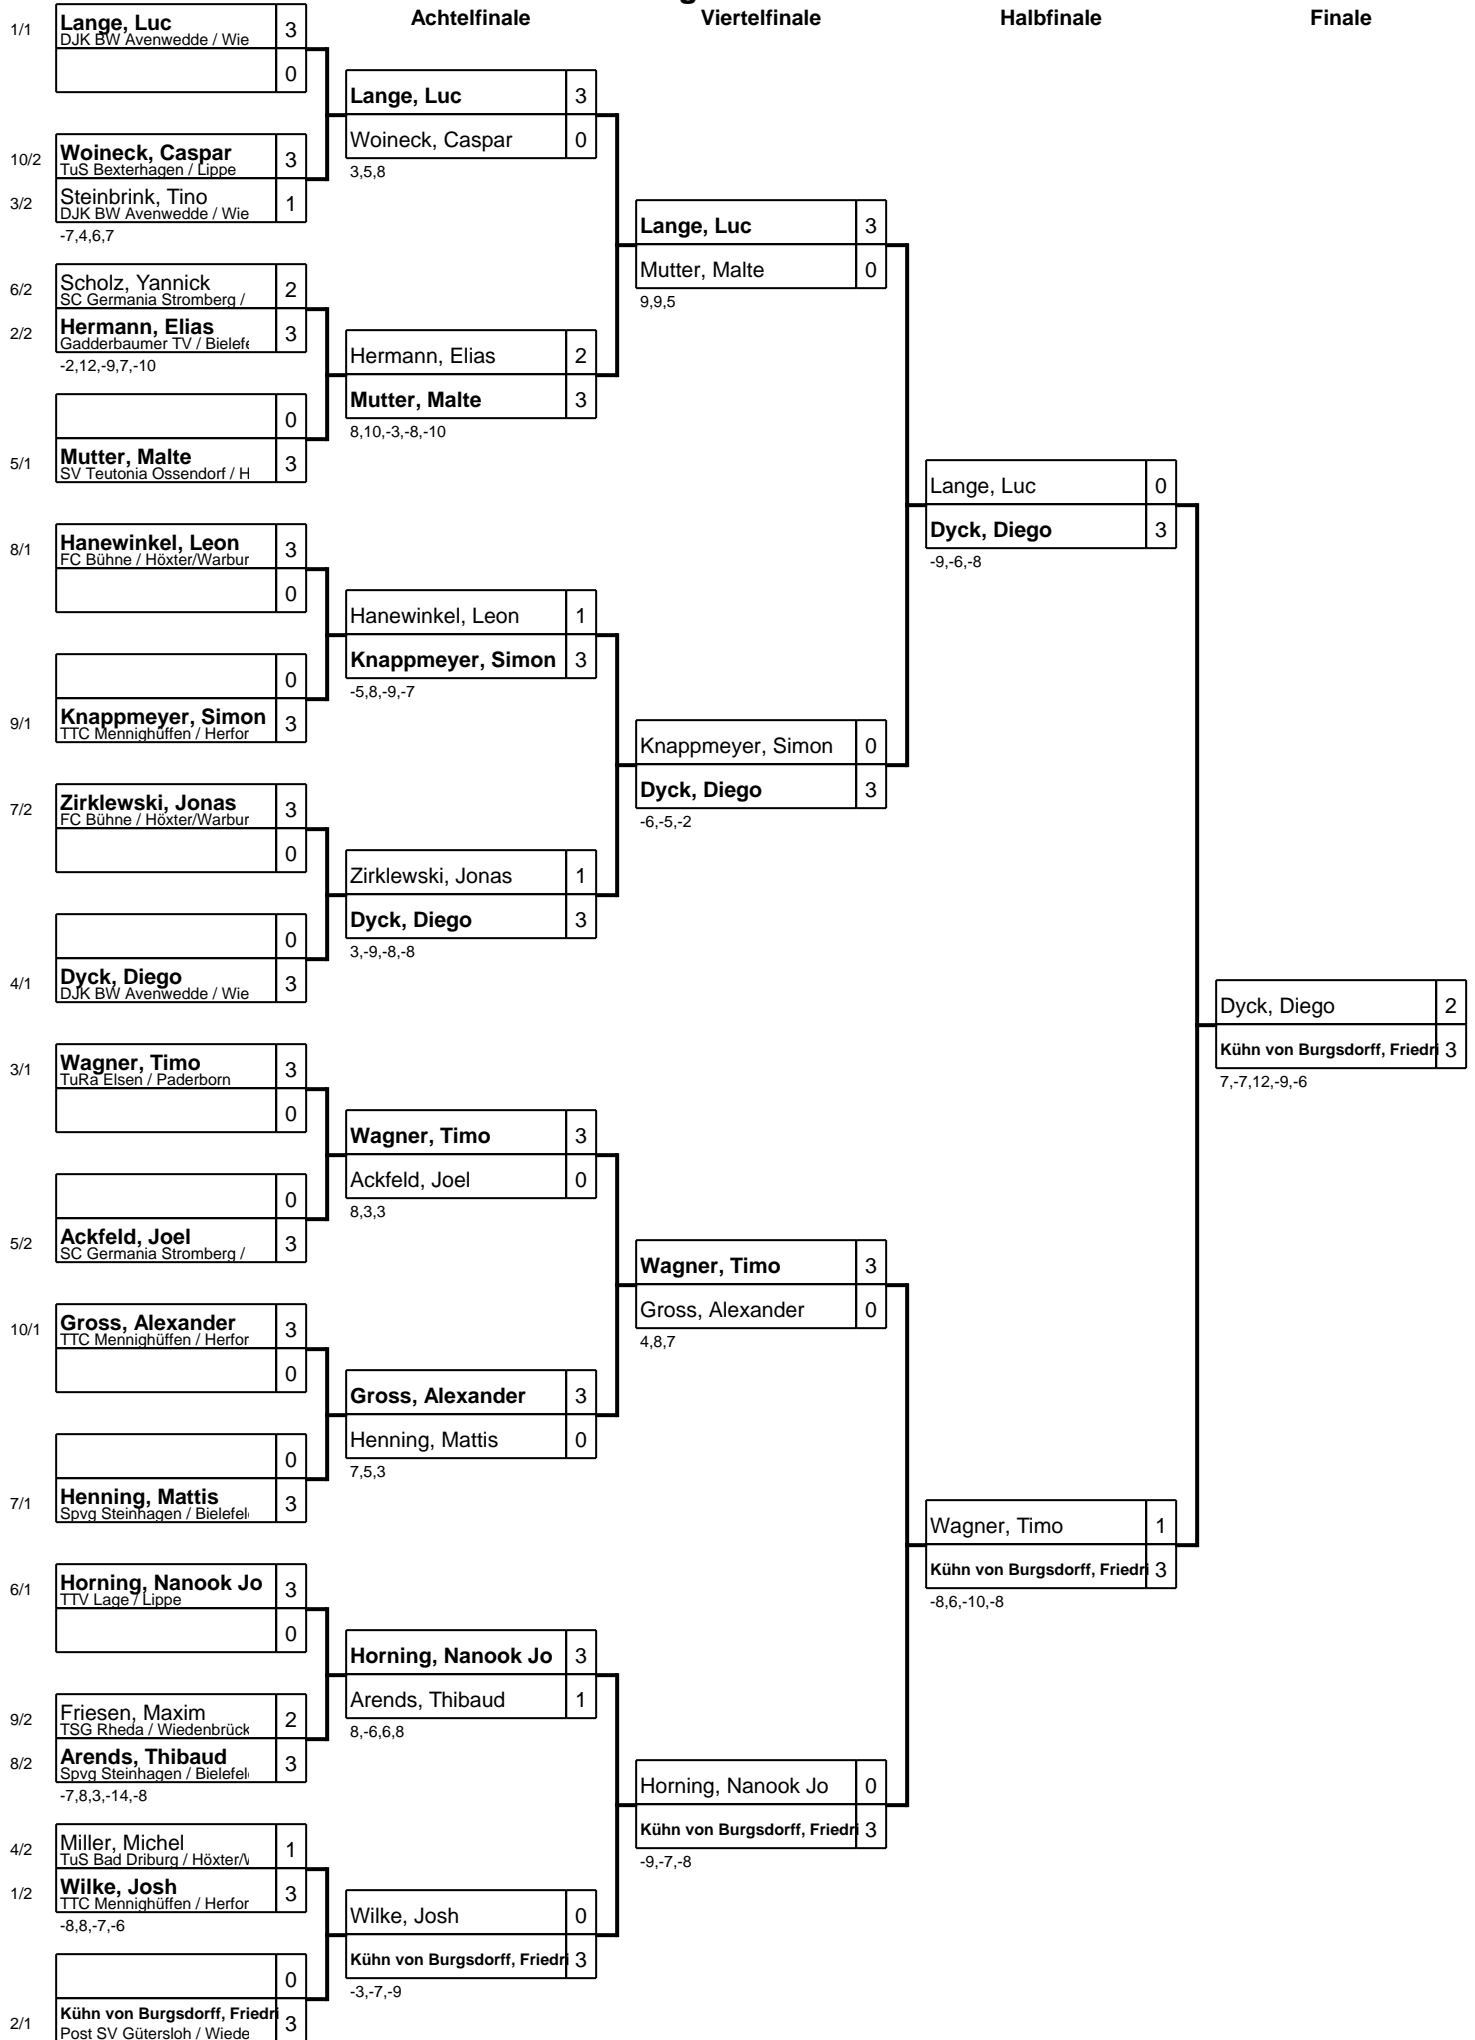 Achtelfinale Viertelfinale Halbfinale Finale
1/1 Lange, Luc 3
DJK BW Avenwedde / Wie
0
10/2 Woineck, Caspar 3
TuS Bexterhagen / Lippe
3/2 Steinbrink, Tino 1
DJK BW Avenwedde / Wie
-7,4,6,7
6/2 Scholz, Yannick 2
SC Germania Stromberg /
2/2 Hermann, Elias 3
Gadderbaumer TV / Bielefe
-2,12,-9,7,-10
0
5/1 Mutter, Malte 3
SV Teutonia Ossendorf / H
8/1 Hanewinkel, Leon 3
FC Bühne / Höxter/Warbur
0
0
9/1 Knappmeyer, Simon 3
TTC Mennighüffen / Herfor
7/2 Zirklewski, Jonas 3
FC Bühne / Höxter/Warbur
0
0
4/1 Dyck, Diego 3
DJK BW Avenwedde / Wie
3/1 Wagner, Timo 3
TuRa Elsen / Paderborn
0
0
5/2 Ackfeld, Joel 3
SC Germania Stromberg /
10/1 Gross, Alexander 3
TTC Mennighüffen / Herfor
0
0
7/1 Henning, Mattis 3
Spvg Steinhagen / Bielefel
6/1 Horning, Nanook Jo 3
TTV Lage / Lippe
0
9/2 Friesen, Maxim 2
TSG Rheda / Wiedenbrück
8/2 Arends, Thibaud 3
Spvg Steinhagen / Bielefel
-7,8,3,-14,-8
4/2 Miller, Michel 1
TuS Bad Driburg / Höxter/
1/2 Wilke, Josh 3
TTC Mennighüffen / Herfor
-8,8,-7,-6
0
2/1 Kühn von Burgsdorff, Friedri 3
Post SV Gütersloh / Wiede
Lange, Luc 3
Woineck, Caspar 0
3,5,8
Hermann, Elias 2
Mutter, Malte 3
8,10,-3,-8,-10
Hanewinkel, Leon 1
Knappmeyer, Simon 3
-5,8,-9,-7
Zirklewski, Jonas 1
Dyck, Diego 3
3,-9,-8,-8
Wagner, Timo 3
Ackfeld, Joel 0
8,3,3
Gross, Alexander 3
Henning, Mattis 0
7,5,3
Horning, Nanook Jo 3
Arends, Thibaud 1
8,-6,6,8
Wilke, Josh 0
Kühn von Burgsdorff, Friedri 3
-3,-7,-9
Lange, Luc 3
Mutter, Malte 0
9,9,5
Knappmeyer, Simon 0
Dyck, Diego 3
-6,-5,-2
Wagner, Timo 3
Gross, Alexander 0
4,8,7
Horning, Nanook Jo 0
Kühn von Burgsdorff, Friedri 3
-9,-7,-8
Lange, Luc 0
Dyck, Diego 3
-9,-6,-8
Wagner, Timo 1
Kühn von Burgsdorff, Friedri 3
-8,6,-10,-8
Dyck, Diego 2
Kühn von Burgsdorff, Friedri 3
7,-7,12,-9,-6